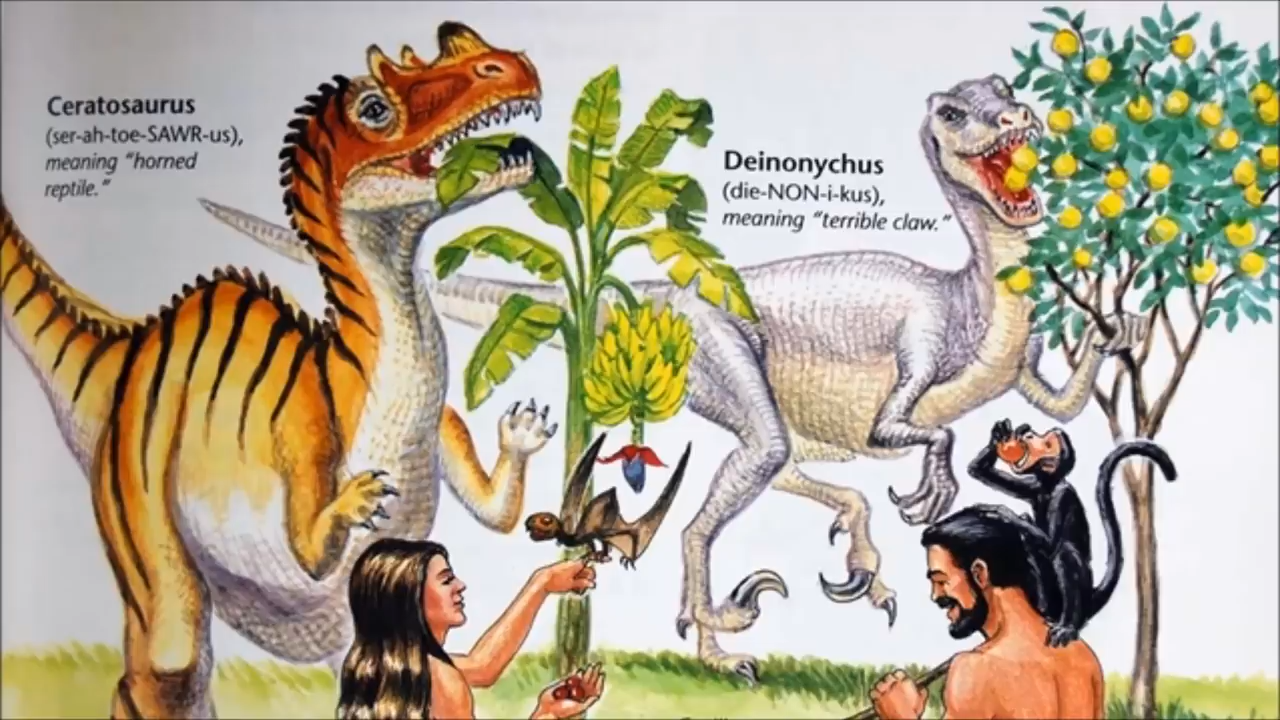 Ceratosaurus
(ser-ah-toe-SAWR-us),
meaning "horned
reptile."
Deinonychus
(die-NON-i-kus),
meaning "terrible claw."